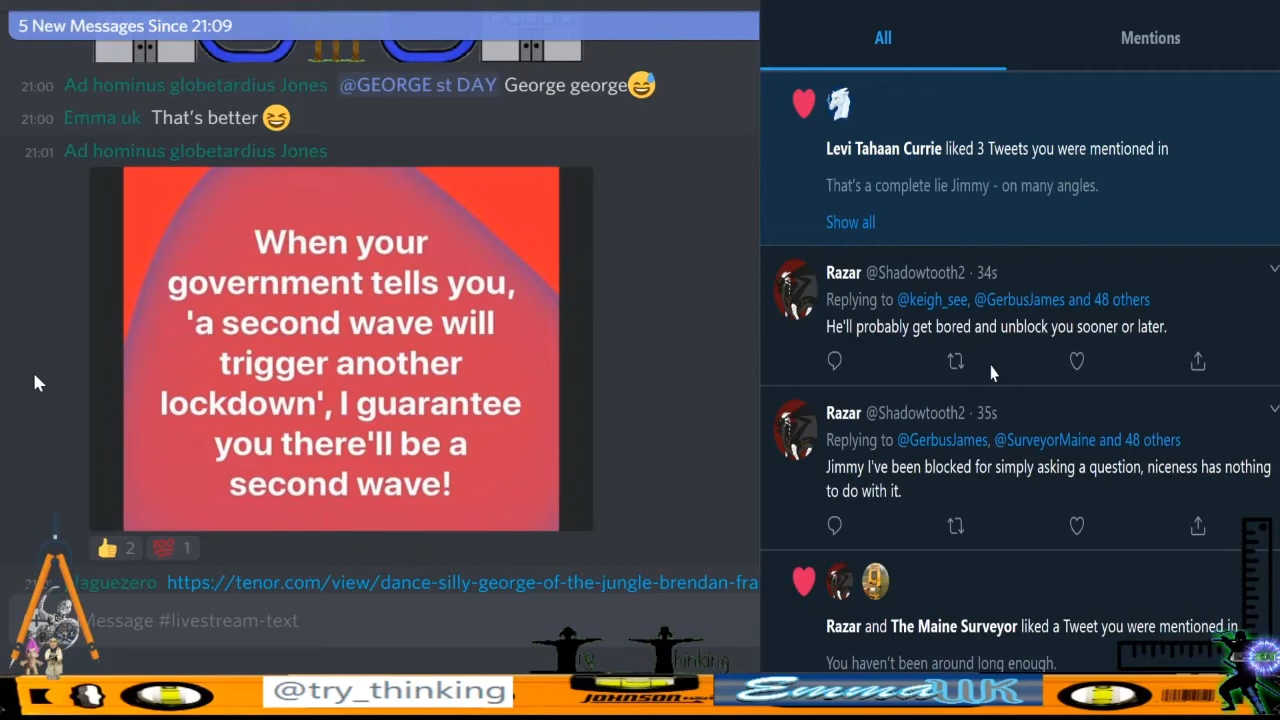 5 New Messages Since 21:09
21:00 Ad hominus globetardius Jones @GEORGE st DAY George george😅
21:00 Emma uk That's better 😆
21:01 Ad hominus globetardius Jones
When your
government tells you,
'a second wave will
trigger another
lockdown', I guarantee
you there'll be a
second wave!
👍 2 💯 1
laguezero https://tenor.com/view/dance-silly-george-of-the-jungle-brendan-fra
Message #livestream-text
All Mentions
Levi Tahaan Currie liked 3 Tweets you were mentioned in
That's a complete lie Jimmy - on many angles.
Show all
Razar @Shadowtooth2 · 34s
Replying to @keigh_see, @GerbusJames and 48 others
He'll probably get bored and unblock you sooner or later.
Razar @Shadowtooth2 · 35s
Replying to @GerbusJames, @SurveyorMaine and 48 others
Jimmy I've been blocked for simply asking a question, niceness has nothing
to do with it.
Razar and The Maine Surveyor liked a Tweet you were mentioned in
You haven't been around long enough.
Try Thinking
@try_thinking
JOHNSON
EmmaUK